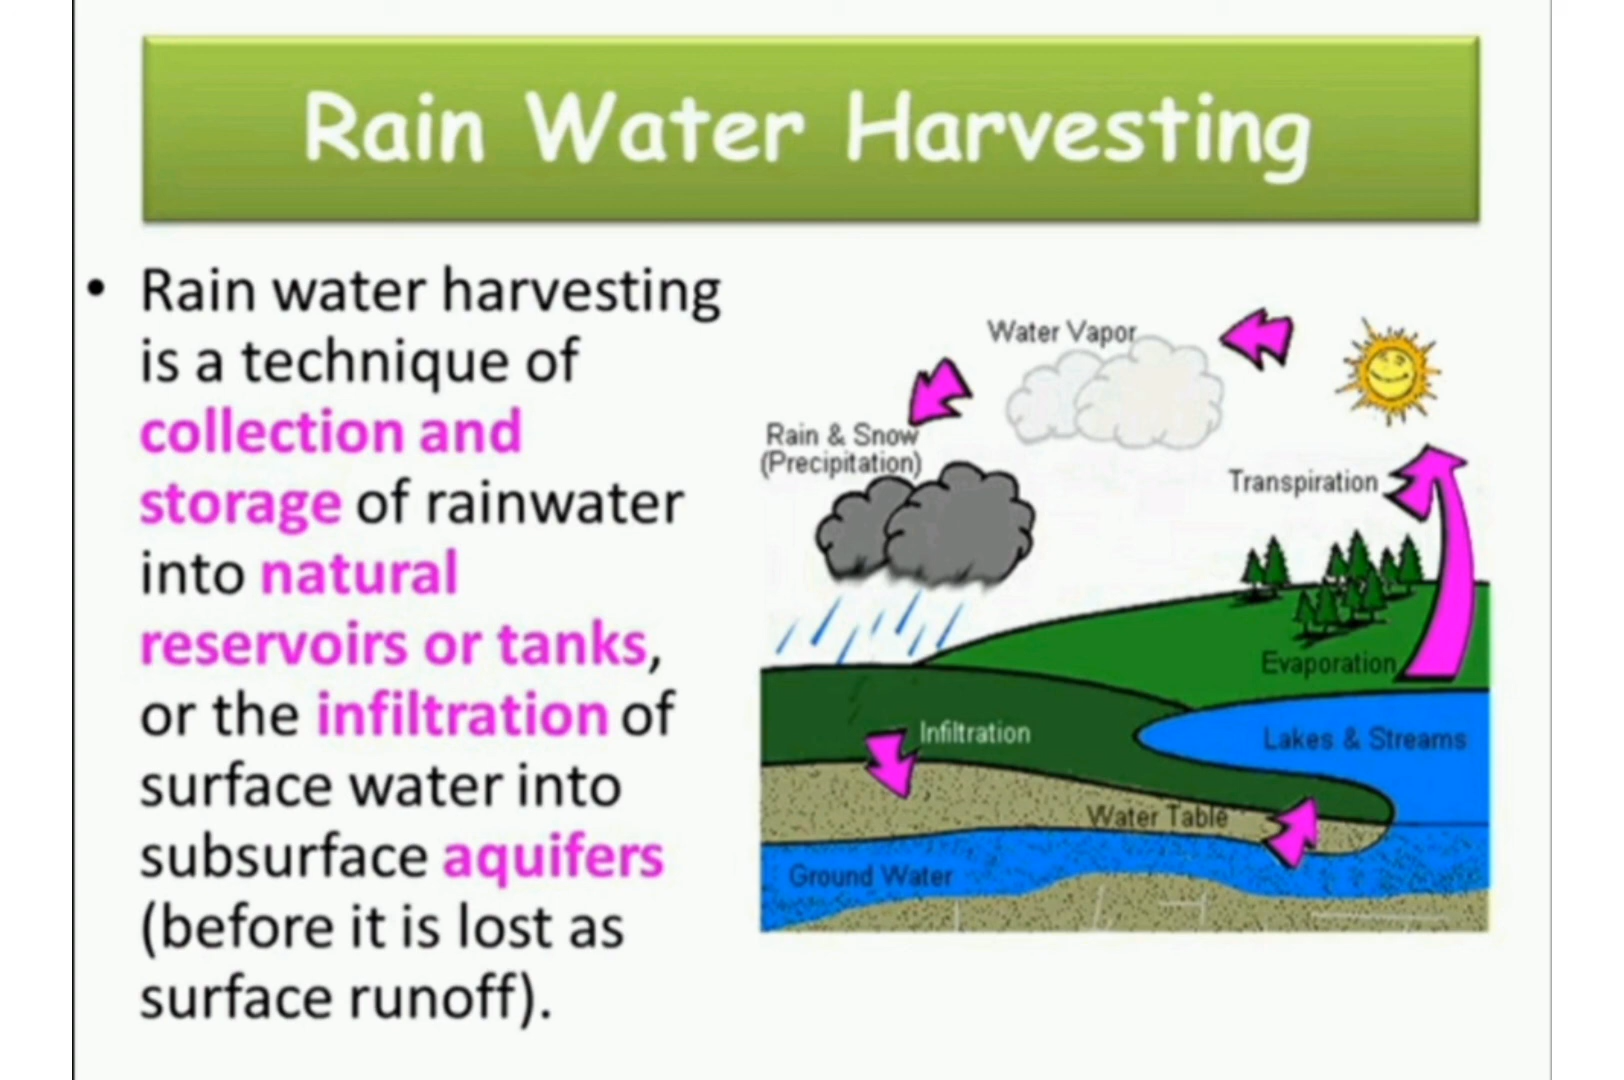 Rain Water Harvesting
• Rain water harvesting
is a technique of
collection and
storage of rainwater
into natural
reservoirs or tanks,
or the infiltration of
surface water into
subsurface aquifers
(before it is lost as
surface runoff).
Water Vapor
Rain & Snow
(Precipitation)
Transpiration
Evaporation
Infiltration
Lakes & Streams
Water Table
Ground Water